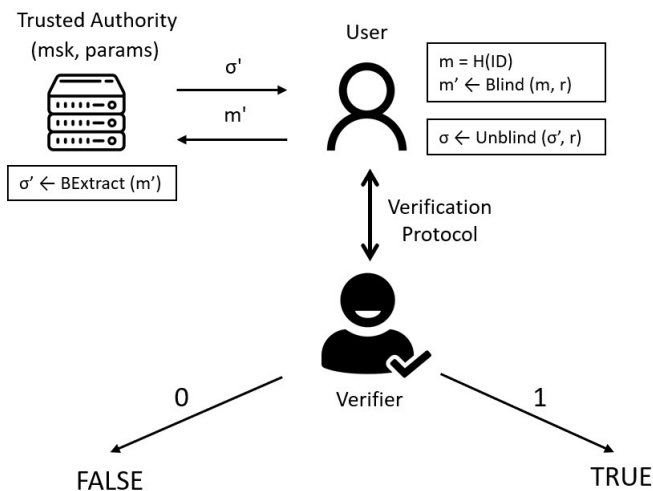 Trusted Authority
(msk, params)
User
σ'
m'
m = H(ID)
m’ ← Blind (m, r)
σ ← Unblind (σ’, r)
σ’ ← BExtract (m’)
Verification
Protocol
Verifier
0
1
FALSE
TRUE